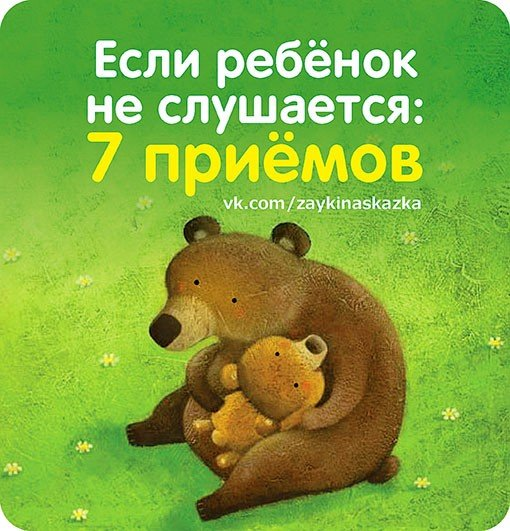 Если ребёнок
не слушается:
7 приёмов
vk.com/zaykinaskazka